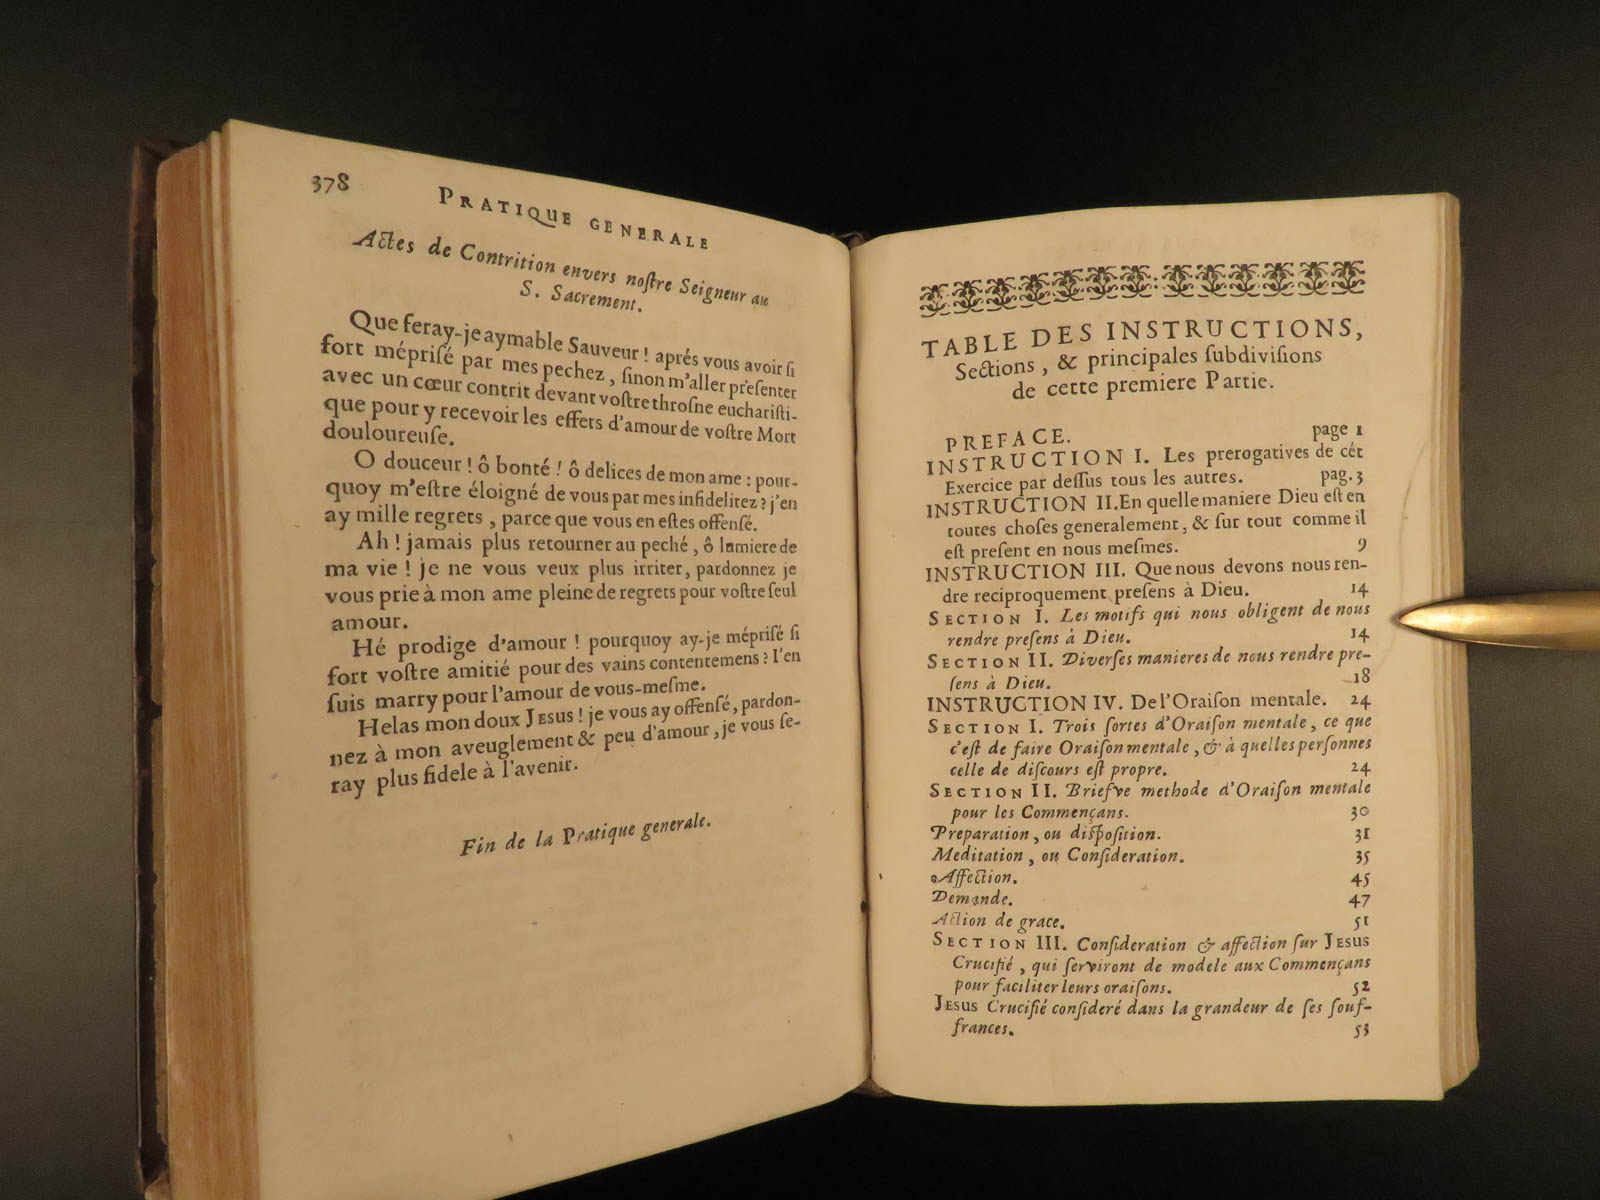 378
PRATIQUE GENERALE
Actes de Contrition envers noſtre Seigneur au
S. Sacrement.
Que feray-je aymable Sauveur ! aprés vous avoir ſi
fort mépriſé par mes pechez, ſinon m'aller preſenter
avec un cœur contrit devant voſtre throſne euchariſti-
que pour y recevoir les effets d'amour de voſtre Mort
douloureuſe.
O douceur ! ô bonté ! ô delices de mon ame : pour-
quoy m'eſtre éloigné de vous par mes infidelitez ? j'en
ay mille regrets, parce que vous en eſtes offenſé.
Ah ! jamais plus retourner au peché, ô lumiere de
ma vie ! je ne vous veux plus irriter, pardonnez je
vous prie à mon ame pleine de regrets pour voſtre ſeul
amour.
Hé prodige d'amour ! pourquoy ay-je mépriſé ſi
fort voſtre amitié pour des vains contentemens ? I'en
ſuis marry pour l'amour de vous-meſme.
Helas mon doux JESUS ! je vous ay offenſé, pardon-
nez à mon aveuglement & peu d'amour, je vous ſe-
ray plus fidele à l'avenir.
Fin de la Pratique generale.
TABLE DES INSTRUCTIONS,
Sections, & principales ſubdiviſions
de cette premiere Partie.
PREFACE. page 1
INSTRUCTION I. Les prerogatives de cét
Exercice par deſſus tous les autres. pag. 3
INSTRUCTION II. En quelle maniere Dieu eſt en
toutes choſes generalement, & ſur tout comme il
eſt preſent en nous meſmes. 9
INSTRUCTION III. Que nous devons nous ren-
dre reciproquement preſens à Dieu. 14
SECTION I. Les motifs qui nous obligent de nous
rendre preſens à Dieu. 14
SECTION II. Diverſes manieres de nous rendre pre-
ſens à Dieu. 18
INSTRUCTION IV. De l'Oraiſon mentale. 24
SECTION I. Trois ſortes d'Oraiſon mentale, ce que
c'eſt de faire Oraiſon mentale, & à quelles perſonnes
celle de diſcours eſt propre. 24
SECTION II. Briefve methode d'Oraiſon mentale
pour les Commençans. 30
Preparation, ou diſpoſition. 31
Meditation, ou Conſideration. 35
Affection. 45
Demande. 47
Action de grace. 51
SECTION III. Conſideration & affection ſur JESUS
Crucifié, qui ſerviront de modele aux Commençans
pour faciliter leurs oraiſons. 52
JESUS Crucifié conſideré dans la grandeur de ſes ſouf-
frances. 53